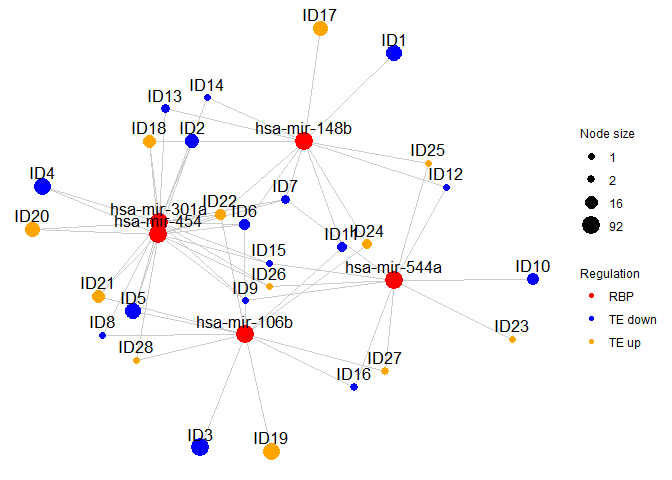 ID17
ID1
ID14
ID13
ID18
ID2
hsa-mir-148b
ID25
ID4
ID12
ID7
hsa-mir-301a
ID22
ID20
hsa-mir-454
ID6
ID11
ID24
ID15
hsa-mir-544a
ID10
ID21
ID26
ID9
ID5
ID8
hsa-mir-106b
ID23
ID28
ID27
ID16
ID3
ID19
Node size
1
2
16
92
Regulation
RBP
TE down
TE up